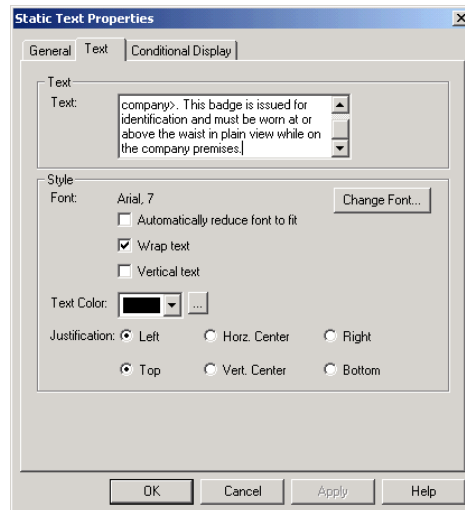 Static Text Properties
General Text Conditional Display
Text
Text: company>. This badge is issued for
identification and must be worn at or
above the waist in plain view while on
the company premises.
Style
Font: Arial, 7 Change Font...
Automatically reduce font to fit
Wrap text
Vertical text
Text Color: ...
Justification: Left Horz. Center Right
Top Vert. Center Bottom
OK Cancel Apply Help